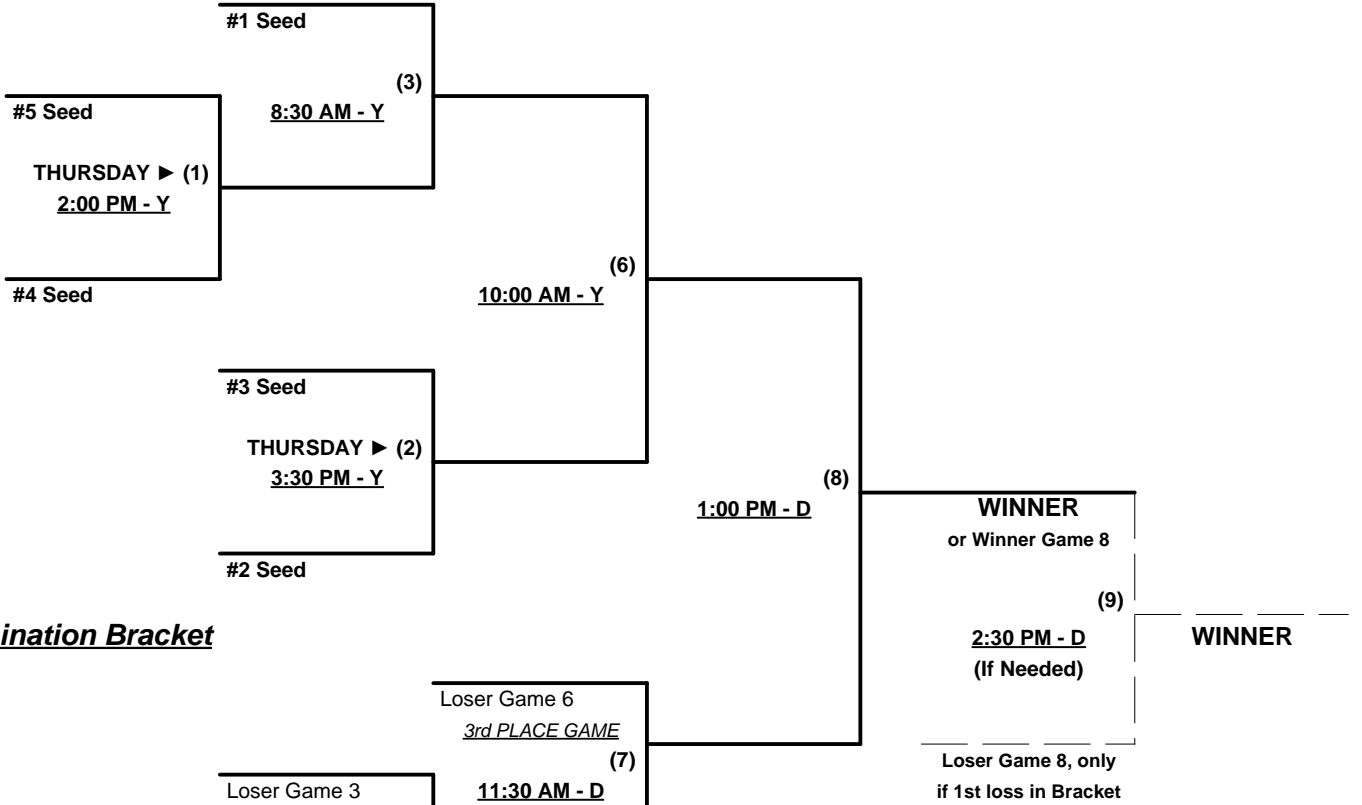 #1 Seed
(3)
#5 Seed
8:30 AM - Y
THURSDAY ► (1)
2:00 PM - Y
(6)
#4 Seed
10:00 AM - Y
#3 Seed
THURSDAY ► (2)
3:30 PM - Y
(8)
1:00 PM - D
WINNER
or Winner Game 8
#2 Seed
(9)
ination Bracket
2:30 PM - D
WINNER
(If Needed)
Loser Game 6
3rd PLACE GAME
(7)
Loser Game 8, only
Loser Game 3
11:30 AM - D
if 1st loss in Bracket